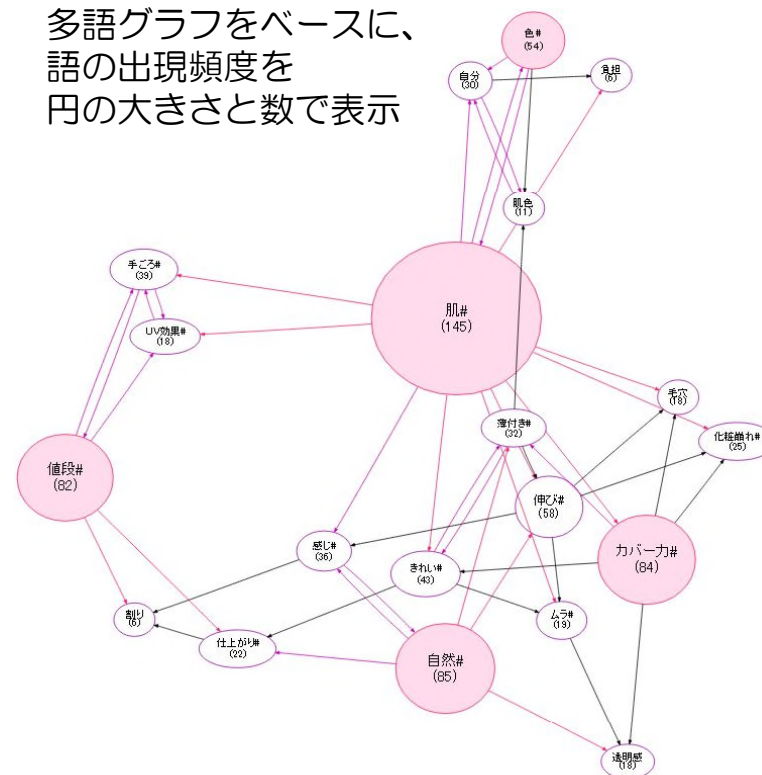 多語グラフをベースに、
語の出現頻度を
円の大きさと数で表示
色#
(54)
自分
(30)
負担
(6)
肌色
(11)
手ごろ#
(39)
UV効果#
(18)
肌#
(145)
毛穴
(18)
薄付き#
(32)
化粧崩れ#
(25)
値段#
(82)
伸び#
(58)
感じ#
(36)
きれい#
(43)
カバー力#
(84)
割り
(6)
仕上がり#
(22)
ムラ#
(19)
自然#
(85)
透明感
(18)